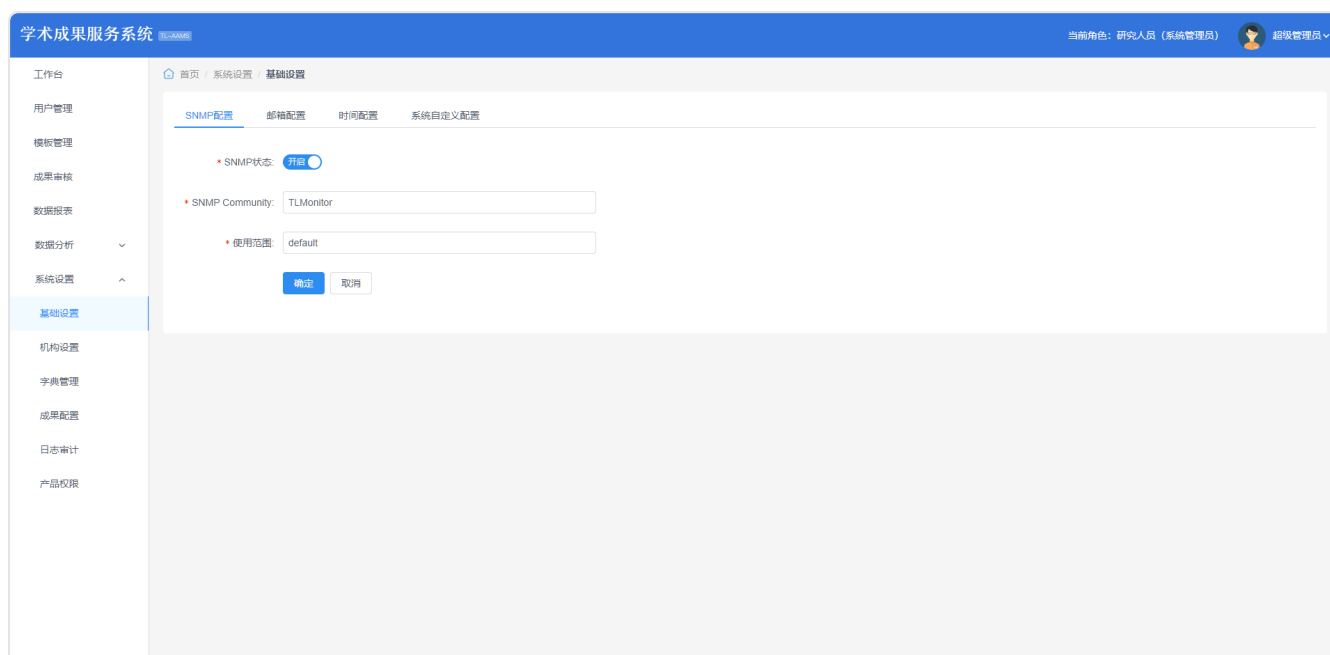 学术成果服务系统 TL-AAMS
当前角色：研究人员（系统管理员）
超级管理员
工作台
用户管理
模板管理
成果审核
数据报表
数据分析
系统设置
基础设置
机构设置
字典管理
成果配置
日志审计
产品权限
首页 / 系统设置 / 基础设置
SNMP配置 邮箱配置 时间配置 系统自定义配置
* SNMP状态: 开启
* SNMP Community: TLMonitor
* 使用范围: default
确定 取消